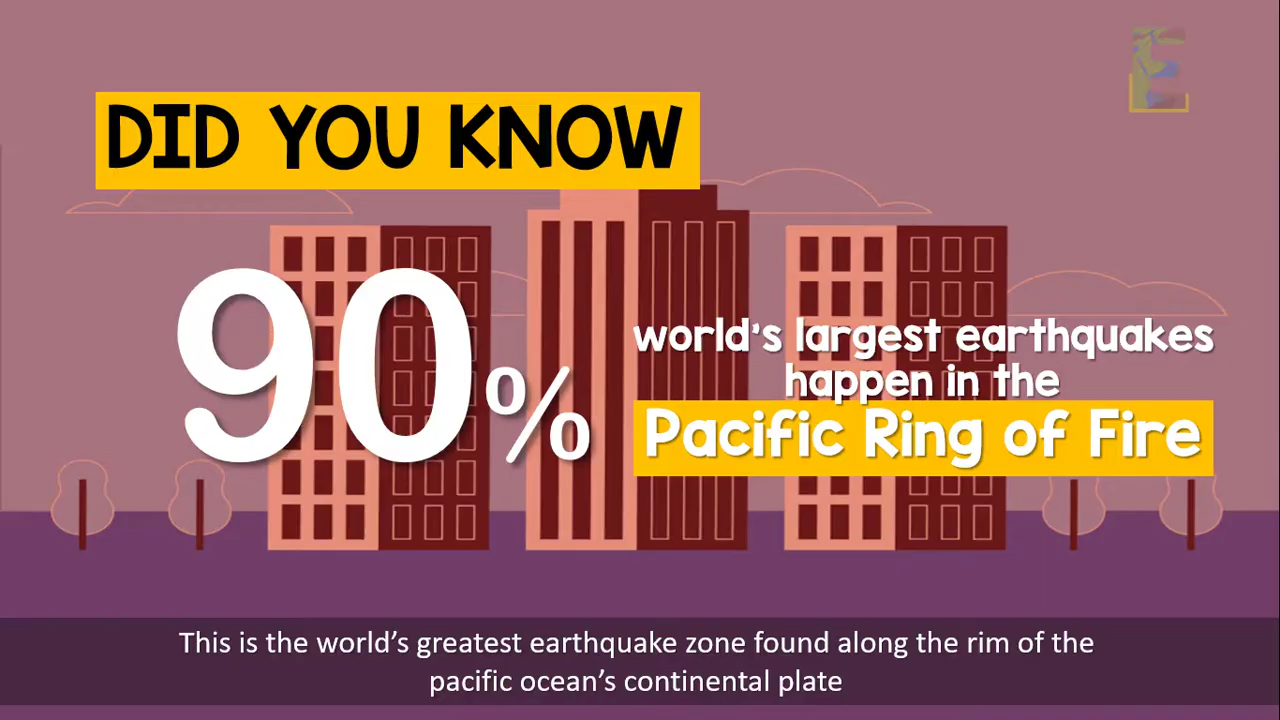 DID YOU KNOW
90%
world's largest earthquakes
happen in the
Pacific Ring of Fire
This is the world's greatest earthquake zone found along the rim of the
pacific ocean's continental plate
E